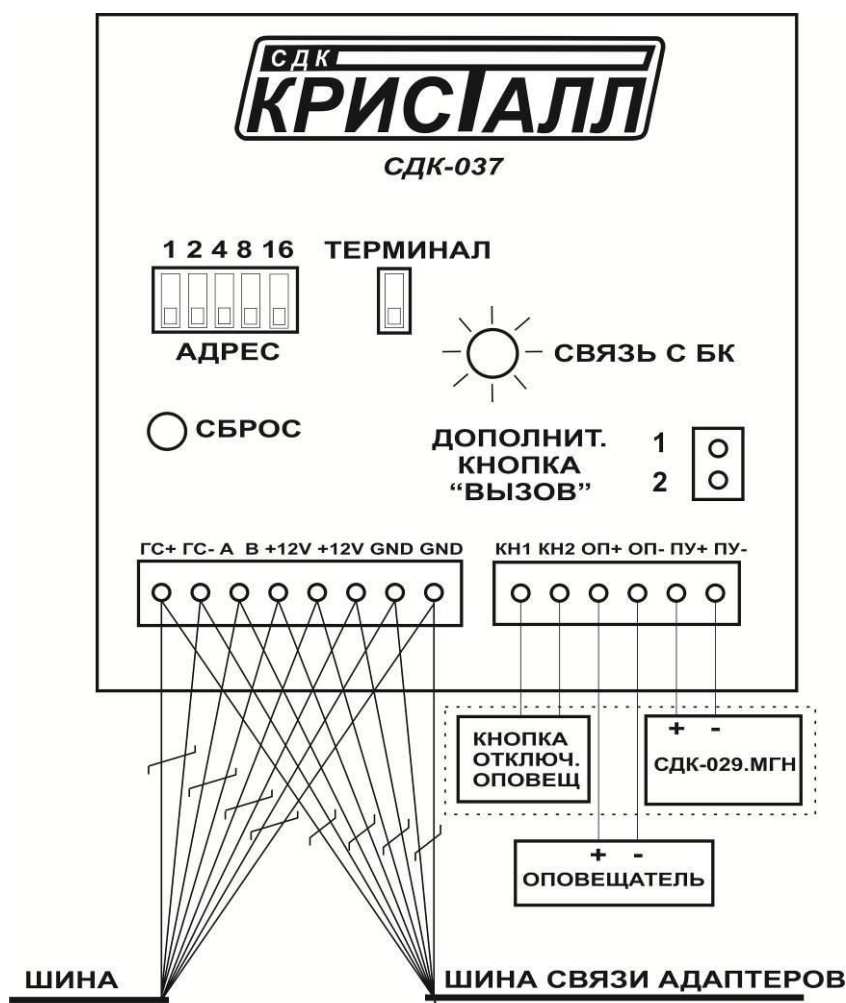 СДК
КРИСТАЛЛ
СДК-037
1 2 4 8 16
ТЕРМИНАЛ
АДРЕС
СВЯЗЬ С БК
СБРОС
ДОПОЛНИТ.
КНОПКА
“ВЫЗОВ”
1
2
ГС+ ГС- А В +12V +12V GND GND
КН1 КН2 ОП+ ОП- ПУ+ ПУ-
КНОПКА
ОТКЛЮЧ.
ОПОВЕЩ
+ -
СДК-029.МГН
+ -
ОПОВЕЩАТЕЛЬ
ШИНА
ШИНА СВЯЗИ АДАПТЕРОВ